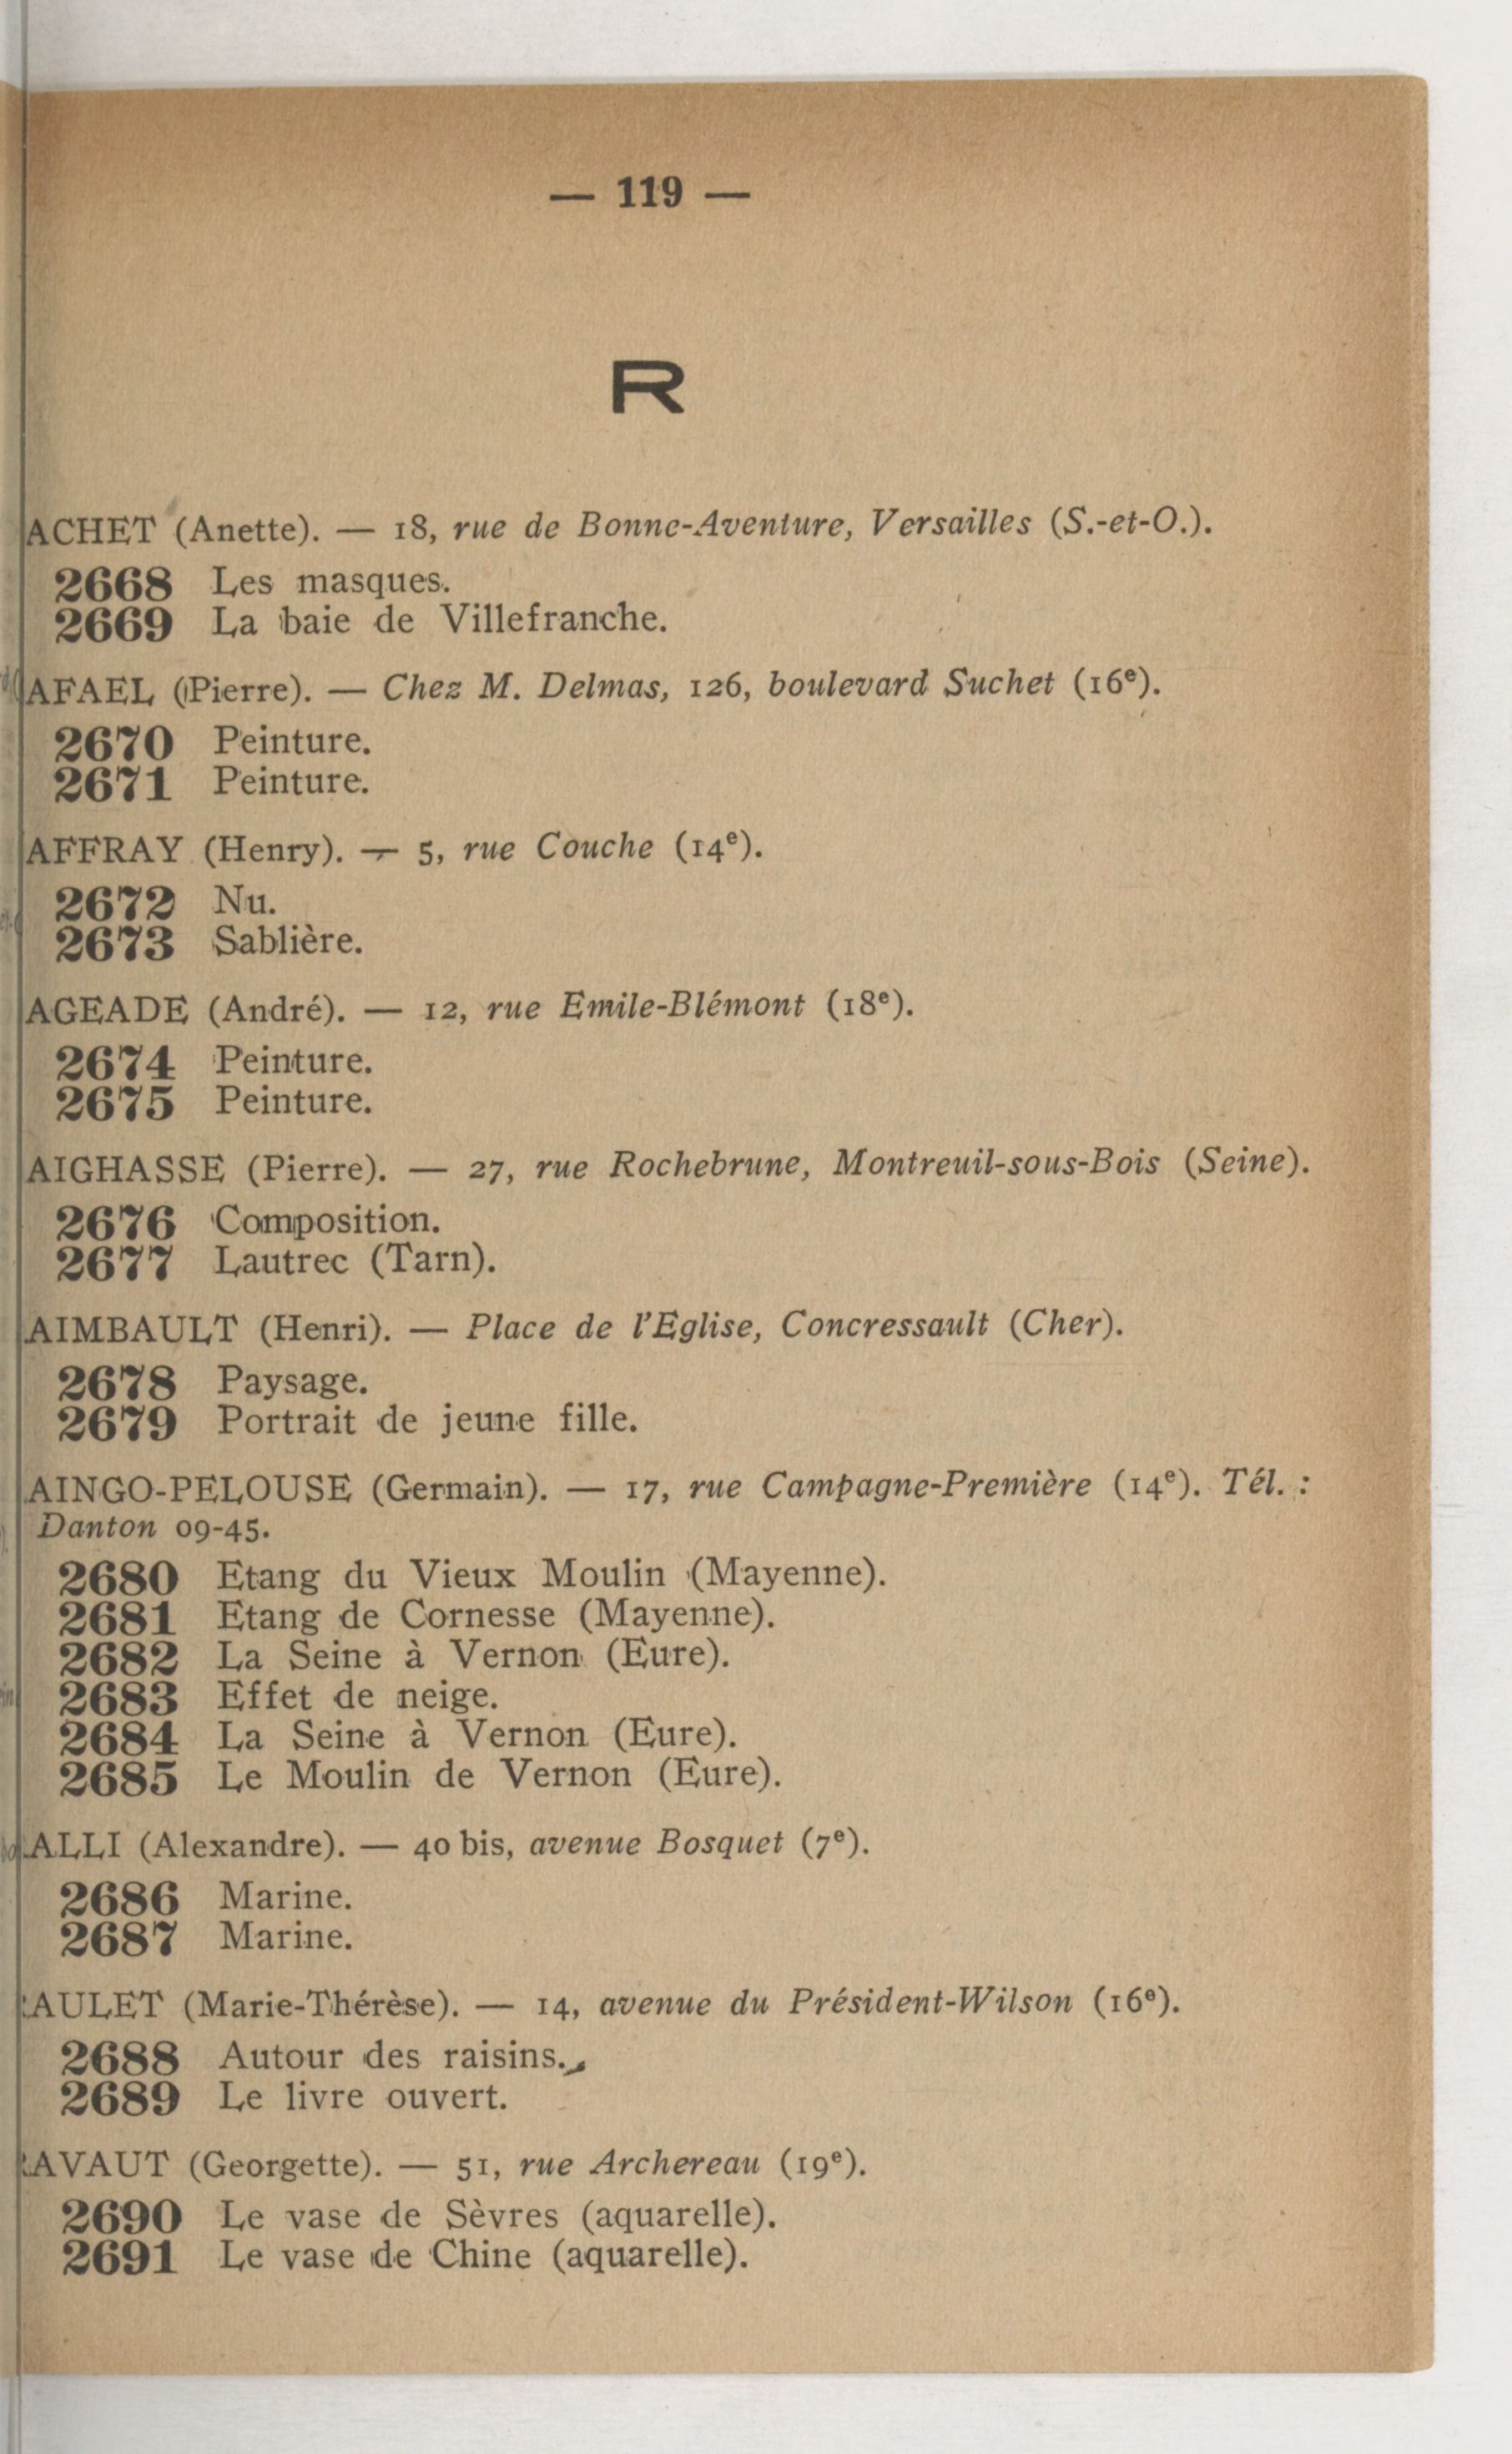 — 119 —
R
ACHET (Anette). — 18, rue de Bonne-Aventure, Versailles (S.-et-O.).
2668 Les masques.
2669 La baie de Villefranche.
AFAEL (Pierre). — Chez M. Delmas, 126, boulevard Suchet (16e).
2670 Peinture.
2671 Peinture.
AFFRAY (Henry). — 5, rue Couche (14e).
2672 Nu.
2673 Sablière.
AGEADE (André). — 12, rue Emile-Blémont (18e).
2674 Peinture.
2675 Peinture.
AIGHASSE (Pierre). — 27, rue Rochebrune, Montreuil-sous-Bois (Seine).
2676 Composition.
2677 Lautrec (Tarn).
AIMBAULT (Henri). — Place de l'Eglise, Concressault (Cher).
2678 Paysage.
2679 Portrait de jeune fille.
AINGO-PELOUSE (Germain). — 17, rue Campagne-Première (14e). Tél. :
Danton 09-45.
2680 Etang du Vieux Moulin (Mayenne).
2681 Etang de Cornesse (Mayenne).
2682 La Seine à Vernon (Eure).
2683 Effet de neige.
2684 La Seine à Vernon (Eure).
2685 Le Moulin de Vernon (Eure).
ALLI (Alexandre). — 40 bis, avenue Bosquet (7e).
2686 Marine.
2687 Marine.
AULET (Marie-Thérèse). — 14, avenue du Président-Wilson (16e).
2688 Autour des raisins.
2689 Le livre ouvert.
AVAUT (Georgette). — 51, rue Archereau (19e).
2690 Le vase de Sèvres (aquarelle).
2691 Le vase de Chine (aquarelle).